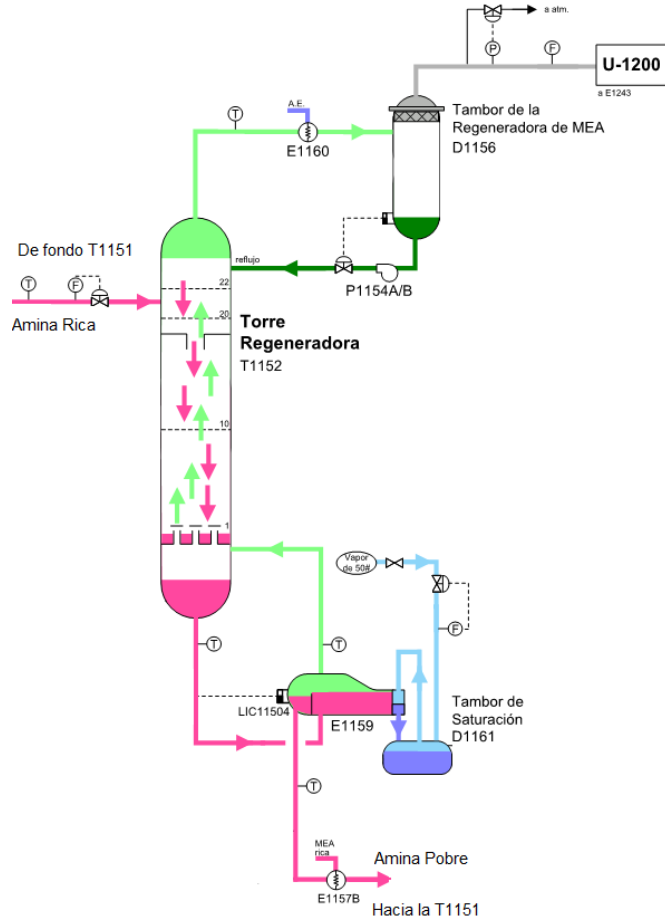 a atm.
P
F
U-1200
a E1243
A.E.
T
E1160
Tambor de la
Regeneradora de MEA
D1156
De fondo T1151
T
F
Amina Rica
reflujo
P1154A/B
22
20
Torre
Regeneradora
T1152
10
1
Vapor
de 50#
F
T
T
LIC11504
E1159
Tambor de
Saturación
D1161
T
MEA
rica
E1157B
Amina Pobre
Hacia la T1151